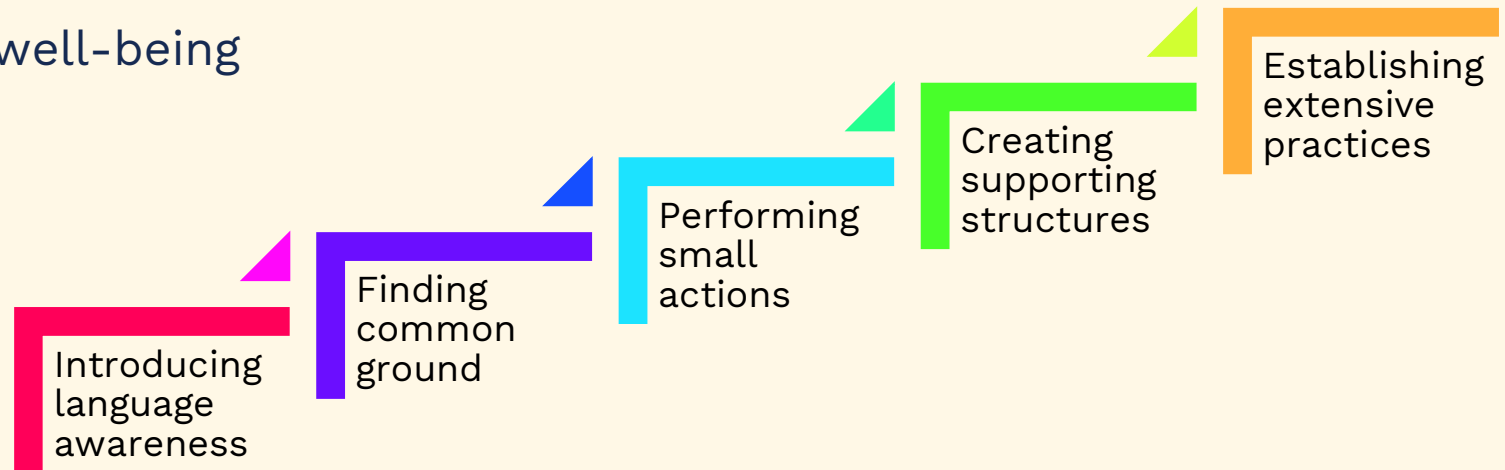 well-being
Introducing
language
awareness
Finding
common
ground
Performing
small
actions
Creating
supporting
structures
Establishing
extensive
practices